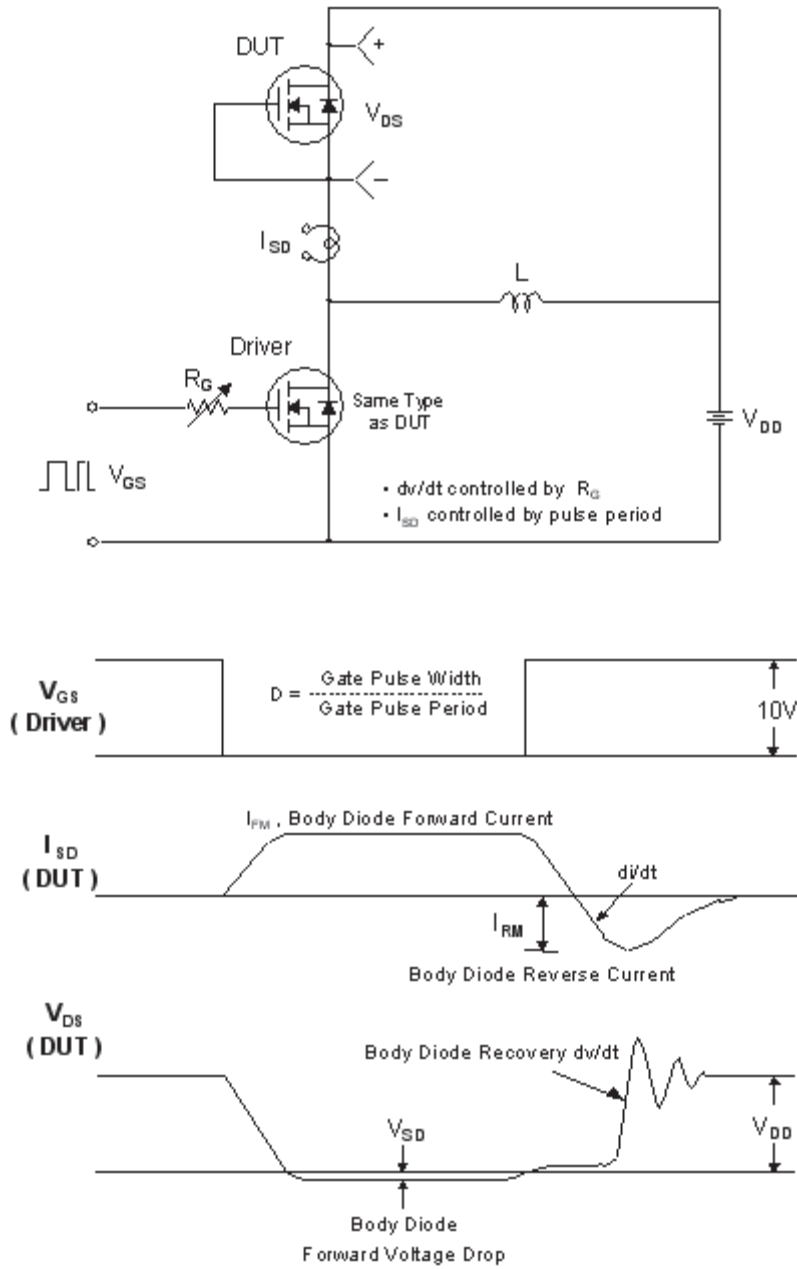 DUT
+
V_DS
−
I_SD
L
Driver
R_G
Same Type
as DUT
V_DD
V_GS
• dv/dt controlled by R_G
• I_SD controlled by pulse period
V_GS
( Driver )
D = Gate Pulse Width
Gate Pulse Period
10V
I_FM , Body Diode Forward Current
I_SD
( DUT )
di/dt
I_RM
Body Diode Reverse Current
V_DS
( DUT )
Body Diode Recovery dv/dt
V_SD
V_DD
Body Diode
Forward Voltage Drop